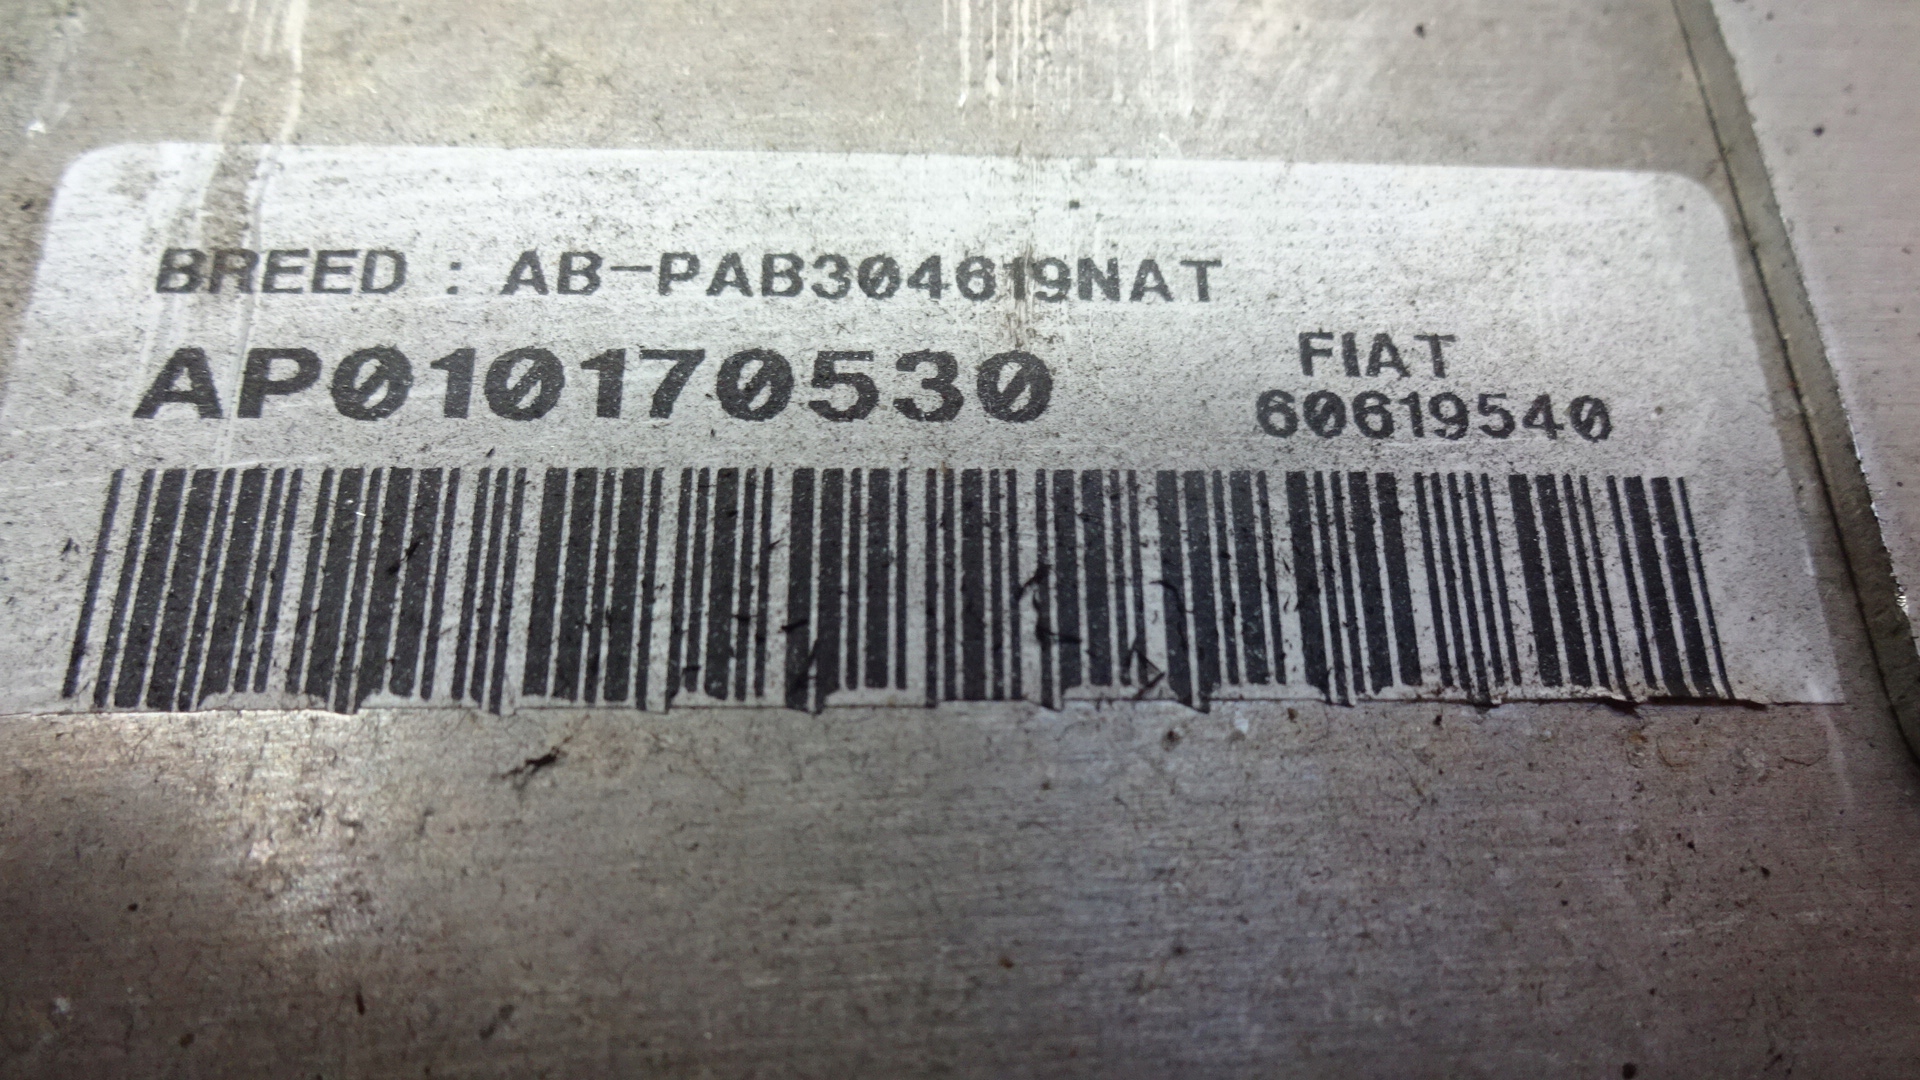 BREED : AB-PAB304619NAT
AP010170530
FIAT
60619540